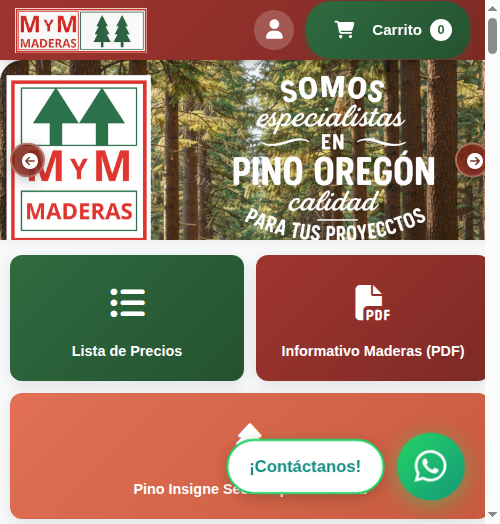 MYM
MADERAS
Carrito 0
SOMOS
especialistas
EN
PINO OREGÓN
calidad
PARA TUS PROYECCTOS
MYM
MADERAS
Lista de Precios
PDF
Informativo Maderas (PDF)
¡Contáctanos!
Pino Insigne